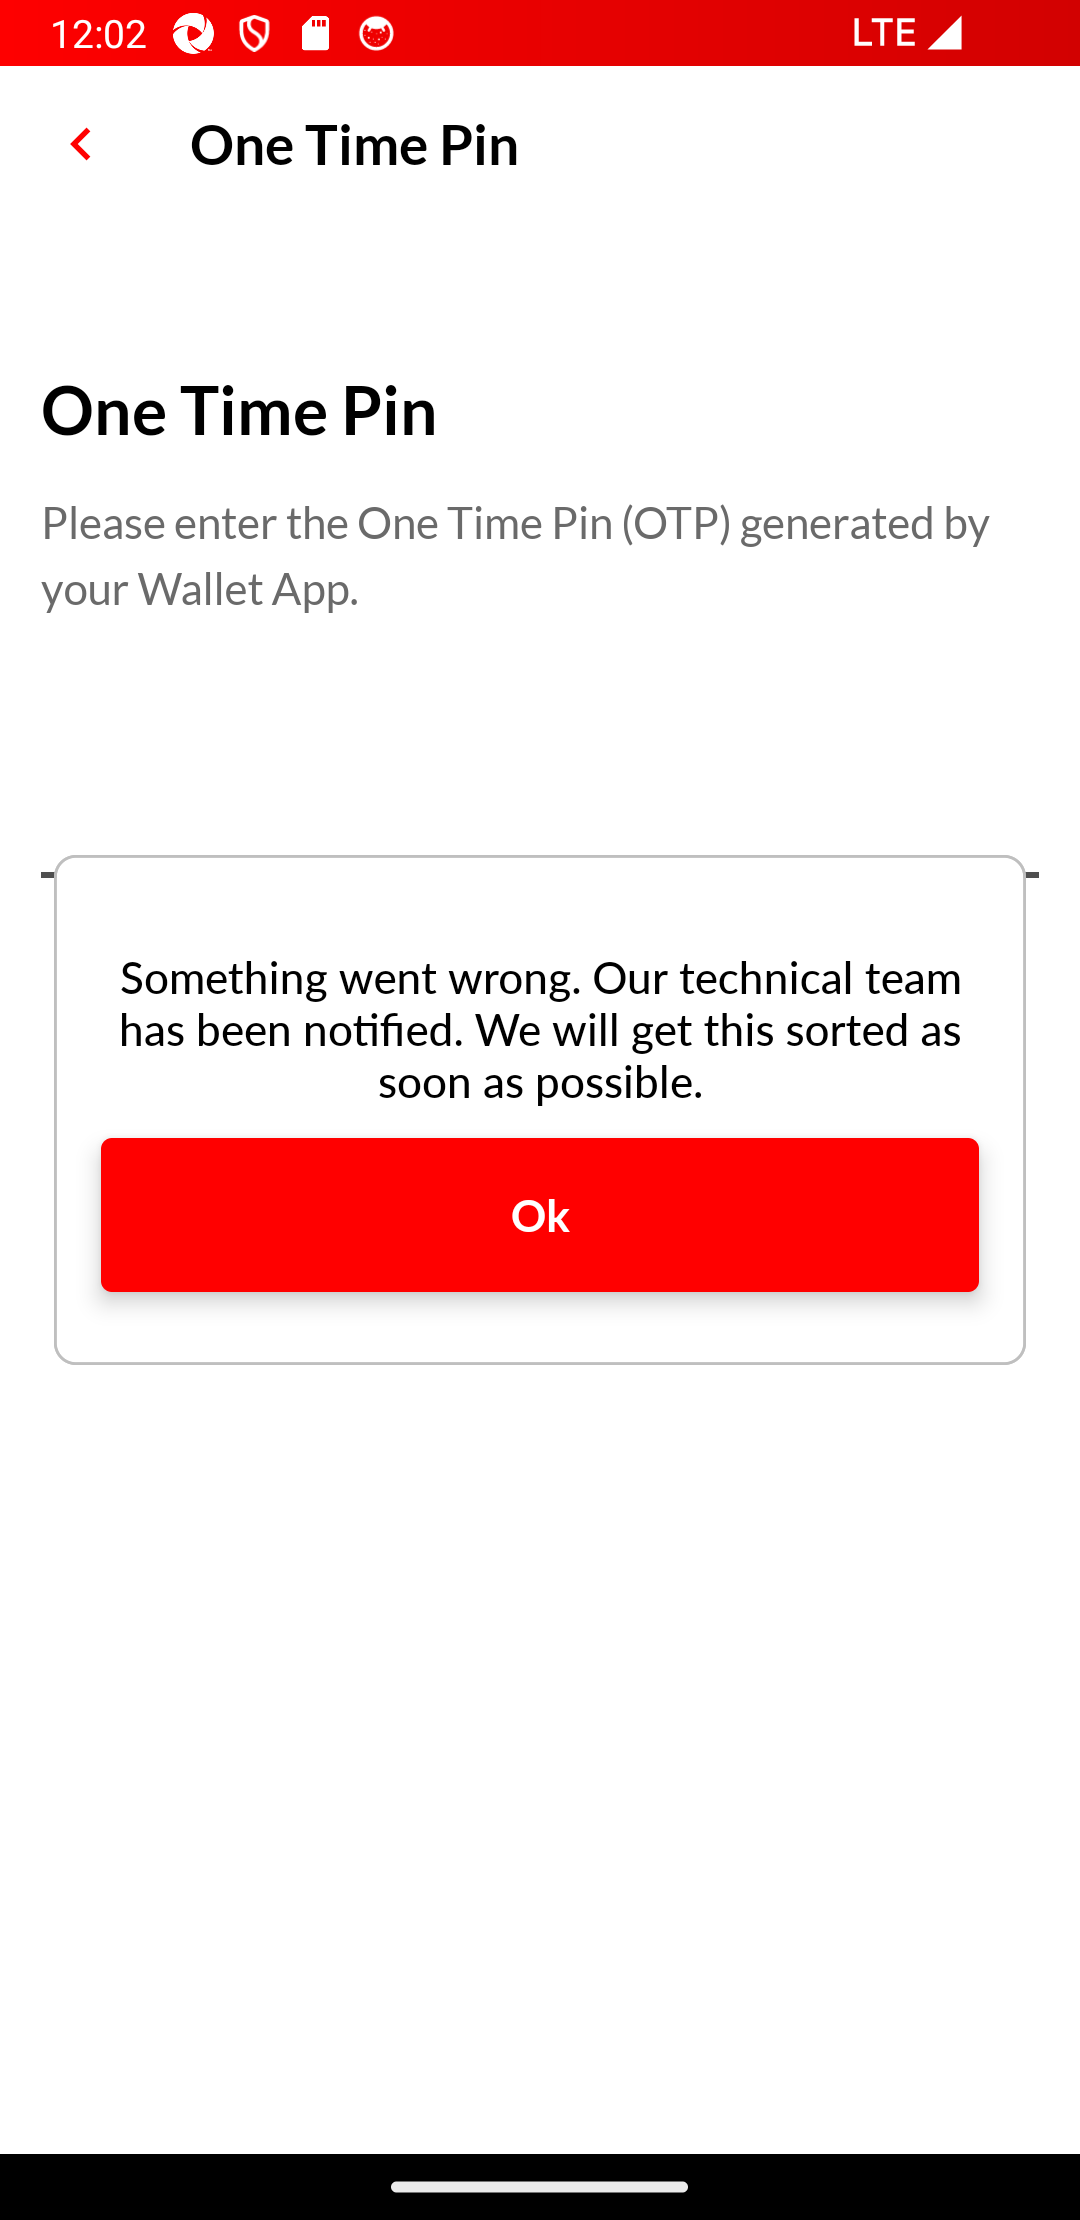 12:02
LTE
One Time Pin
One Time Pin
Please enter the One Time Pin (OTP) generated by
your Wallet App.
Something went wrong. Our technical team
has been notified. We will get this sorted as
soon as possible.
Ok